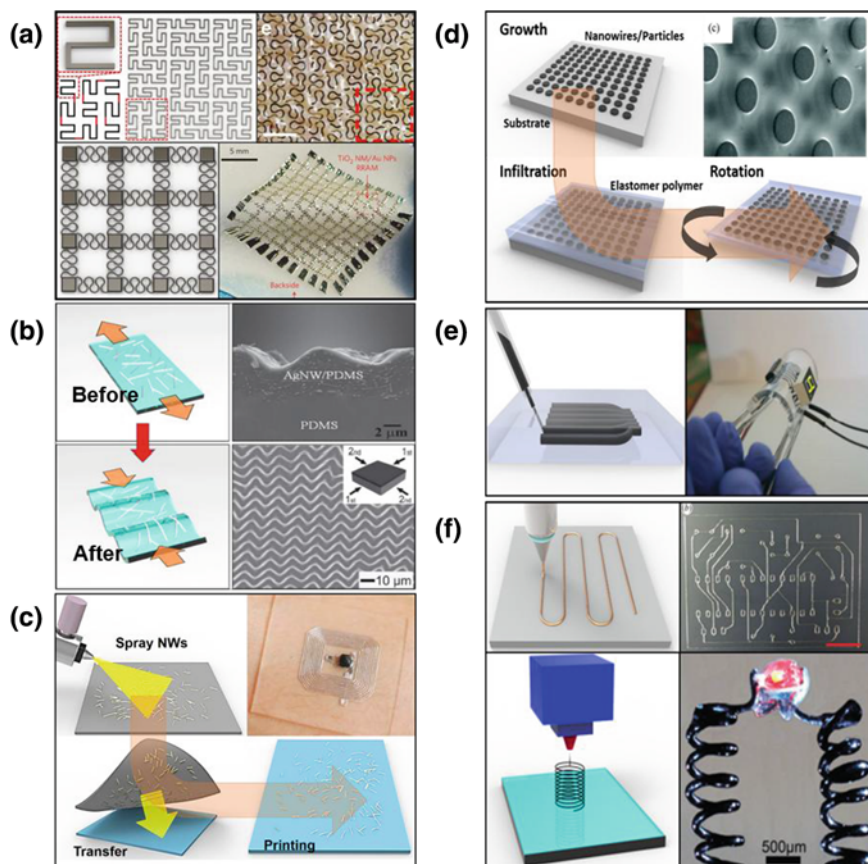 (a)
e
5 mm
TiO₂ NM/Au NPs
RRAM
Backside
(b)
Before
AgNW/PDMS
PDMS
2 µm
After
2nd
1st
1st
2nd
10 µm
(c)
Spray NWs
Transfer
Printing
(d)
Growth
Nanowires/Particles
(c)
Substrate
Infiltration
Elastomer polymer
Rotation
(e)
(f)
500µm